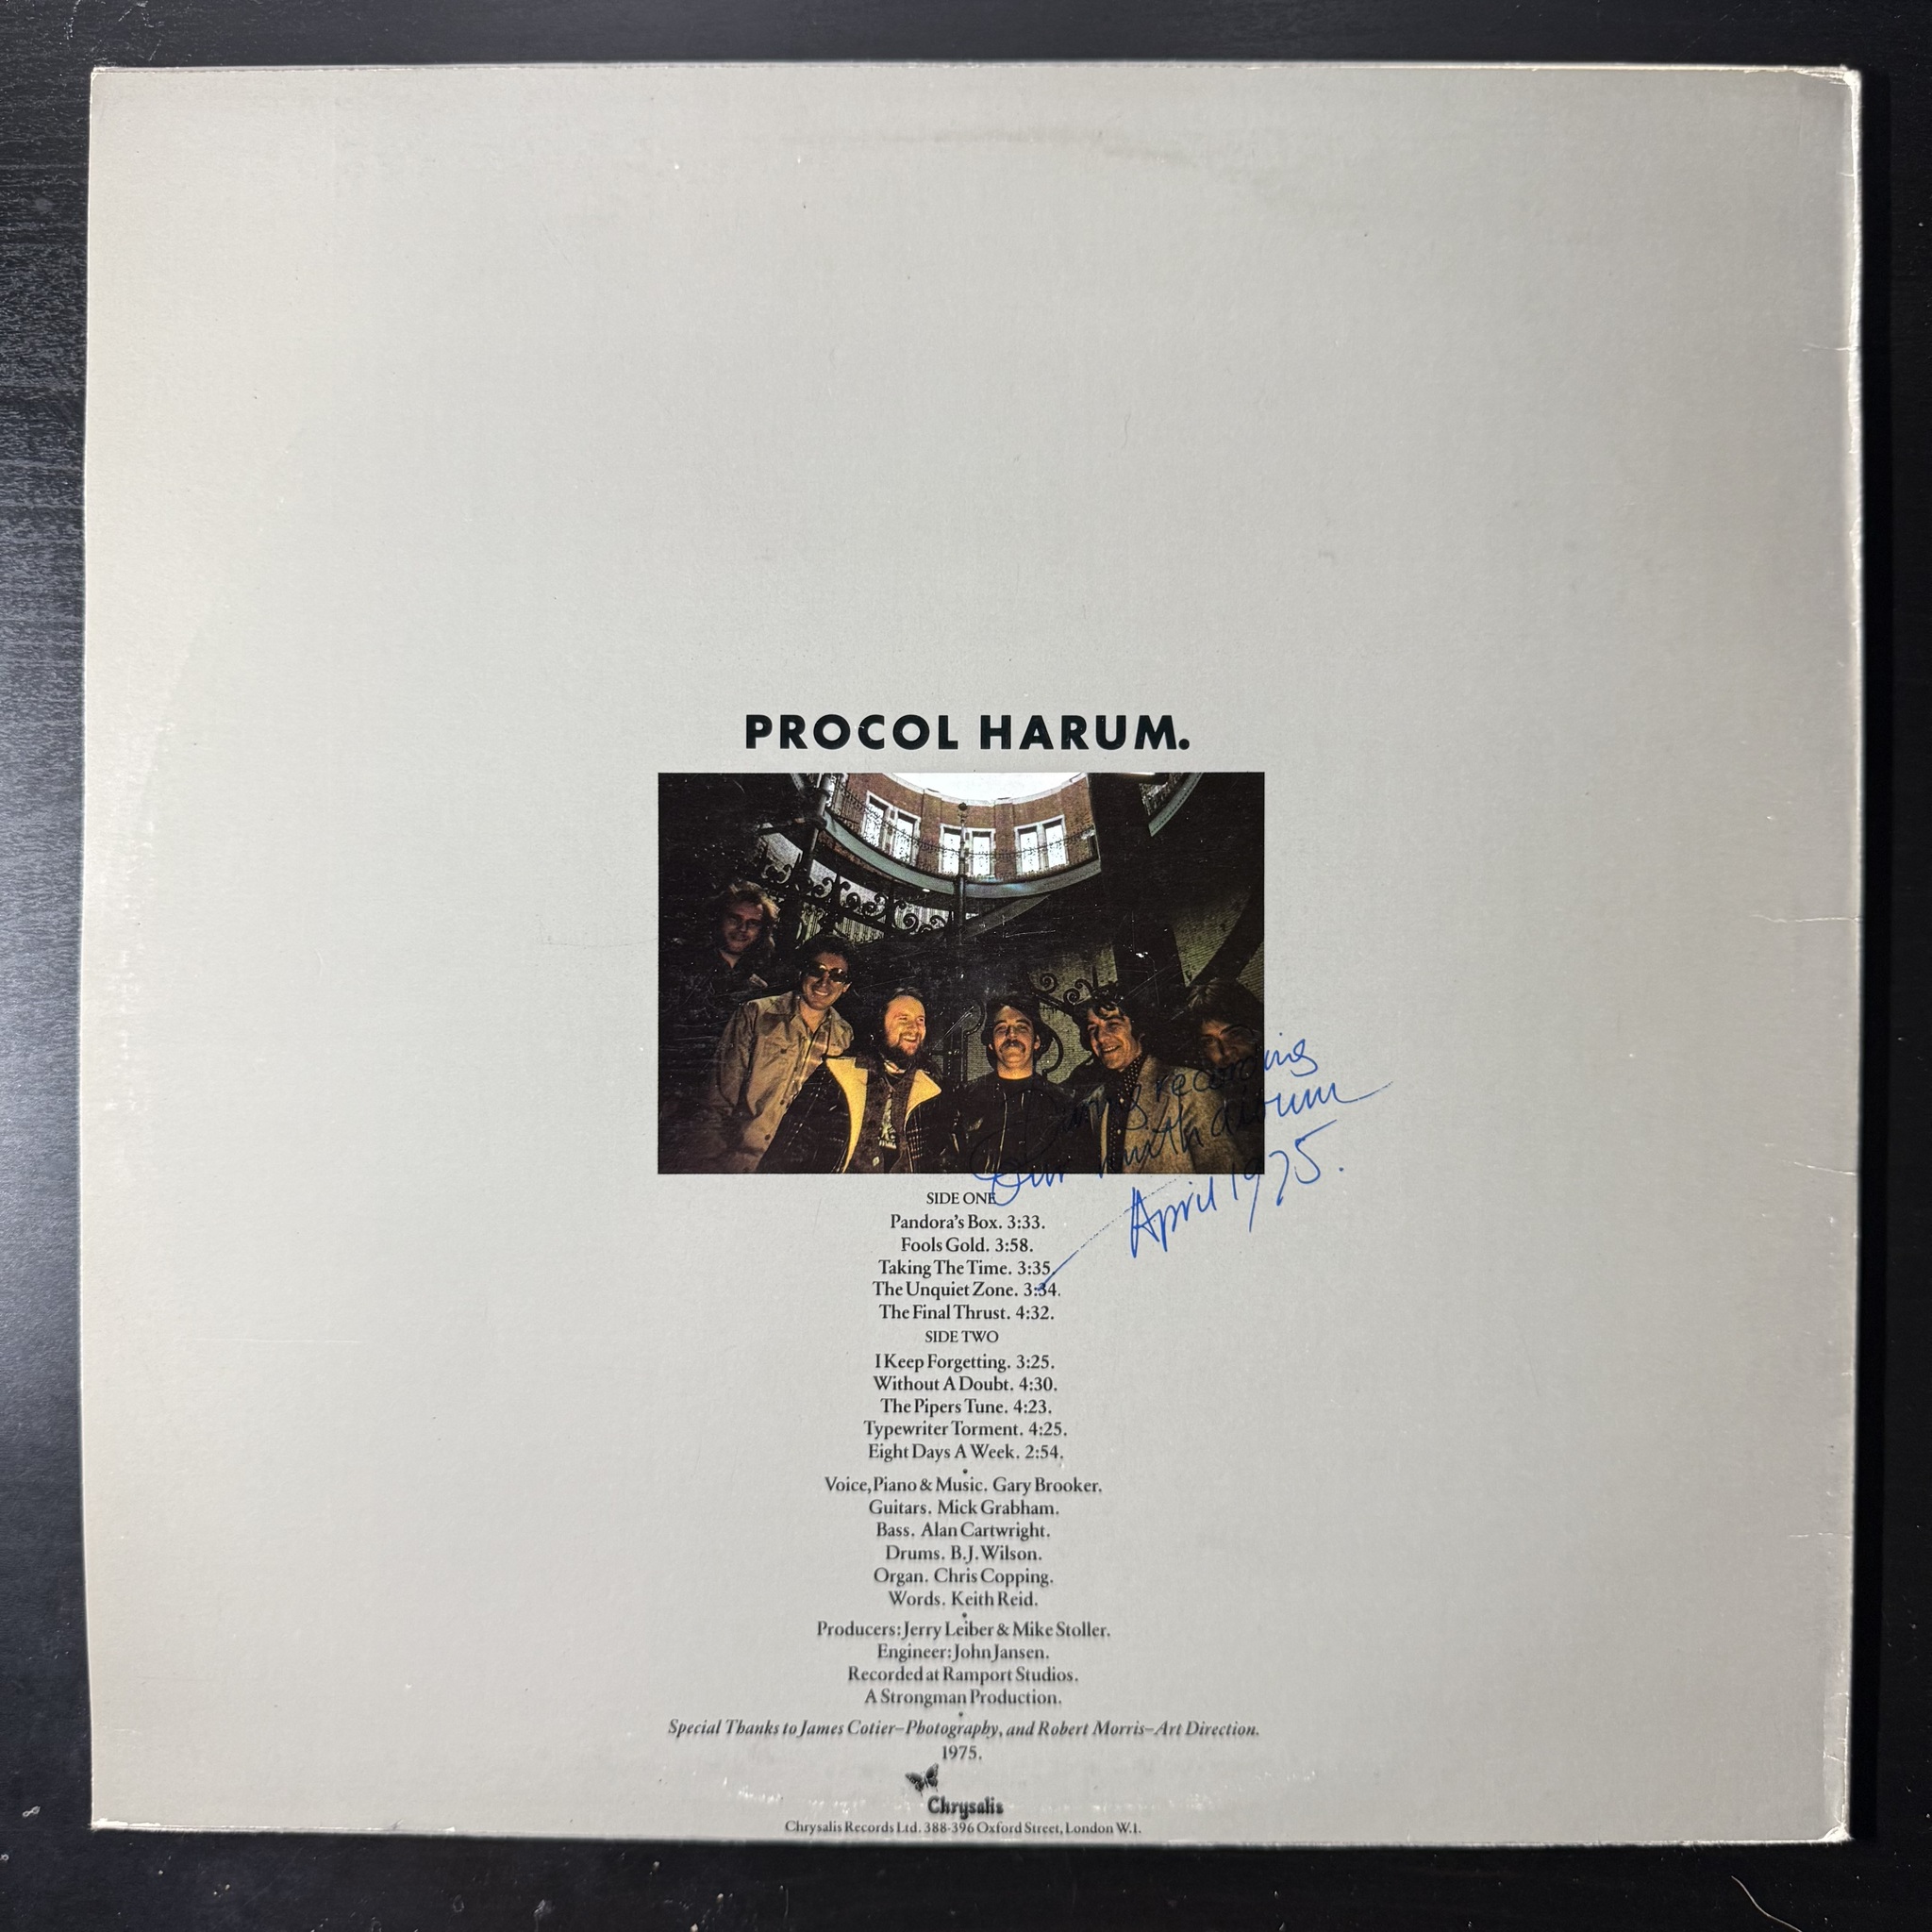 PROCOL HARUM.
During recording
Our ninth album
April 1975.
SIDE ONE
Pandora's Box. 3:33.
Fools Gold. 3:58.
Taking The Time. 3:35.
The Unquiet Zone. 3:34.
The Final Thrust. 4:32.
SIDE TWO
I Keep Forgetting. 3:25.
Without A Doubt. 4:30.
The Pipers Tune. 4:23.
Typewriter Torment. 4:25.
Eight Days A Week. 2:54.
Voice, Piano & Music. Gary Brooker.
Guitars. Mick Grabham.
Bass. Alan Cartwright.
Drums. B.J. Wilson.
Organ. Chris Copping.
Words. Keith Reid.
Producers: Jerry Leiber & Mike Stoller.
Engineer: John Jansen.
Recorded at Ramport Studios.
A Strongman Production.
Special Thanks to James Cotier–Photography, and Robert Morris–Art Direction.
1975.
Chrysalis
Chrysalis Records Ltd. 388-396 Oxford Street, London W.1.